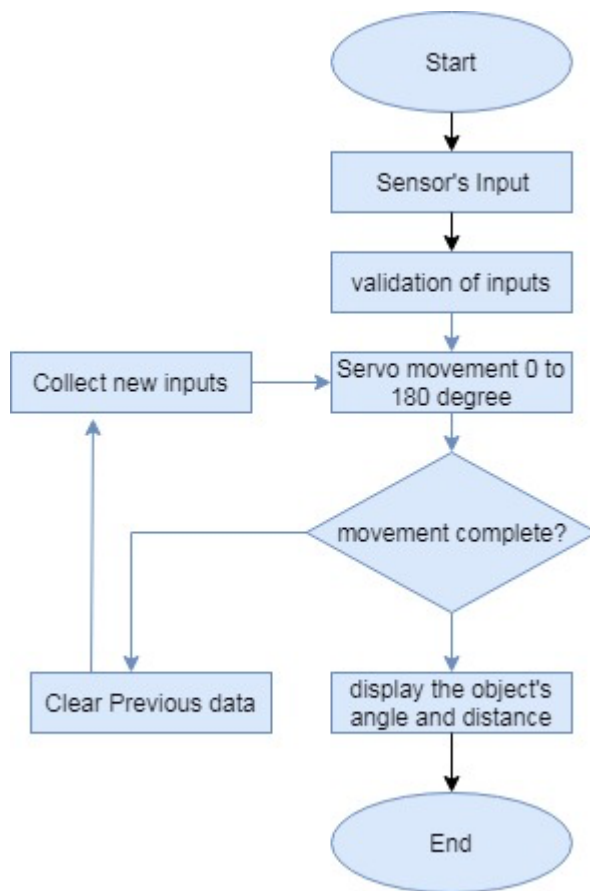 Start
Sensor's Input
validation of inputs
Collect new inputs
Servo movement 0 to
180 degree
movement complete?
Clear Previous data
display the object's
angle and distance
End